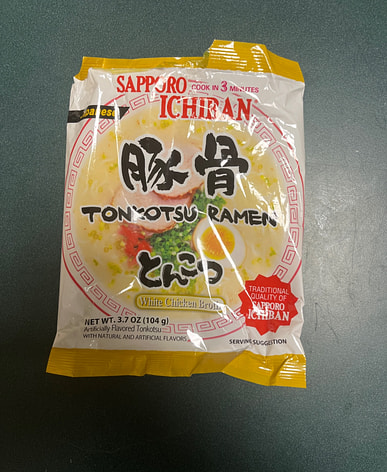 SAPPORO
COOK IN 3 MINUTES
ICHIBAN
豚骨
TONKOTSU RAMEN
とんこつ
White Chicken Broth
TRADITIONAL
QUALITY OF
SAPPORO
ICHIBAN
NET WT. 3.7 OZ (104 g)
Artificially Flavored Tonkotsu
WITH NATURAL AND ARTIFICIAL FLAVORS
SERVING SUGGESTION